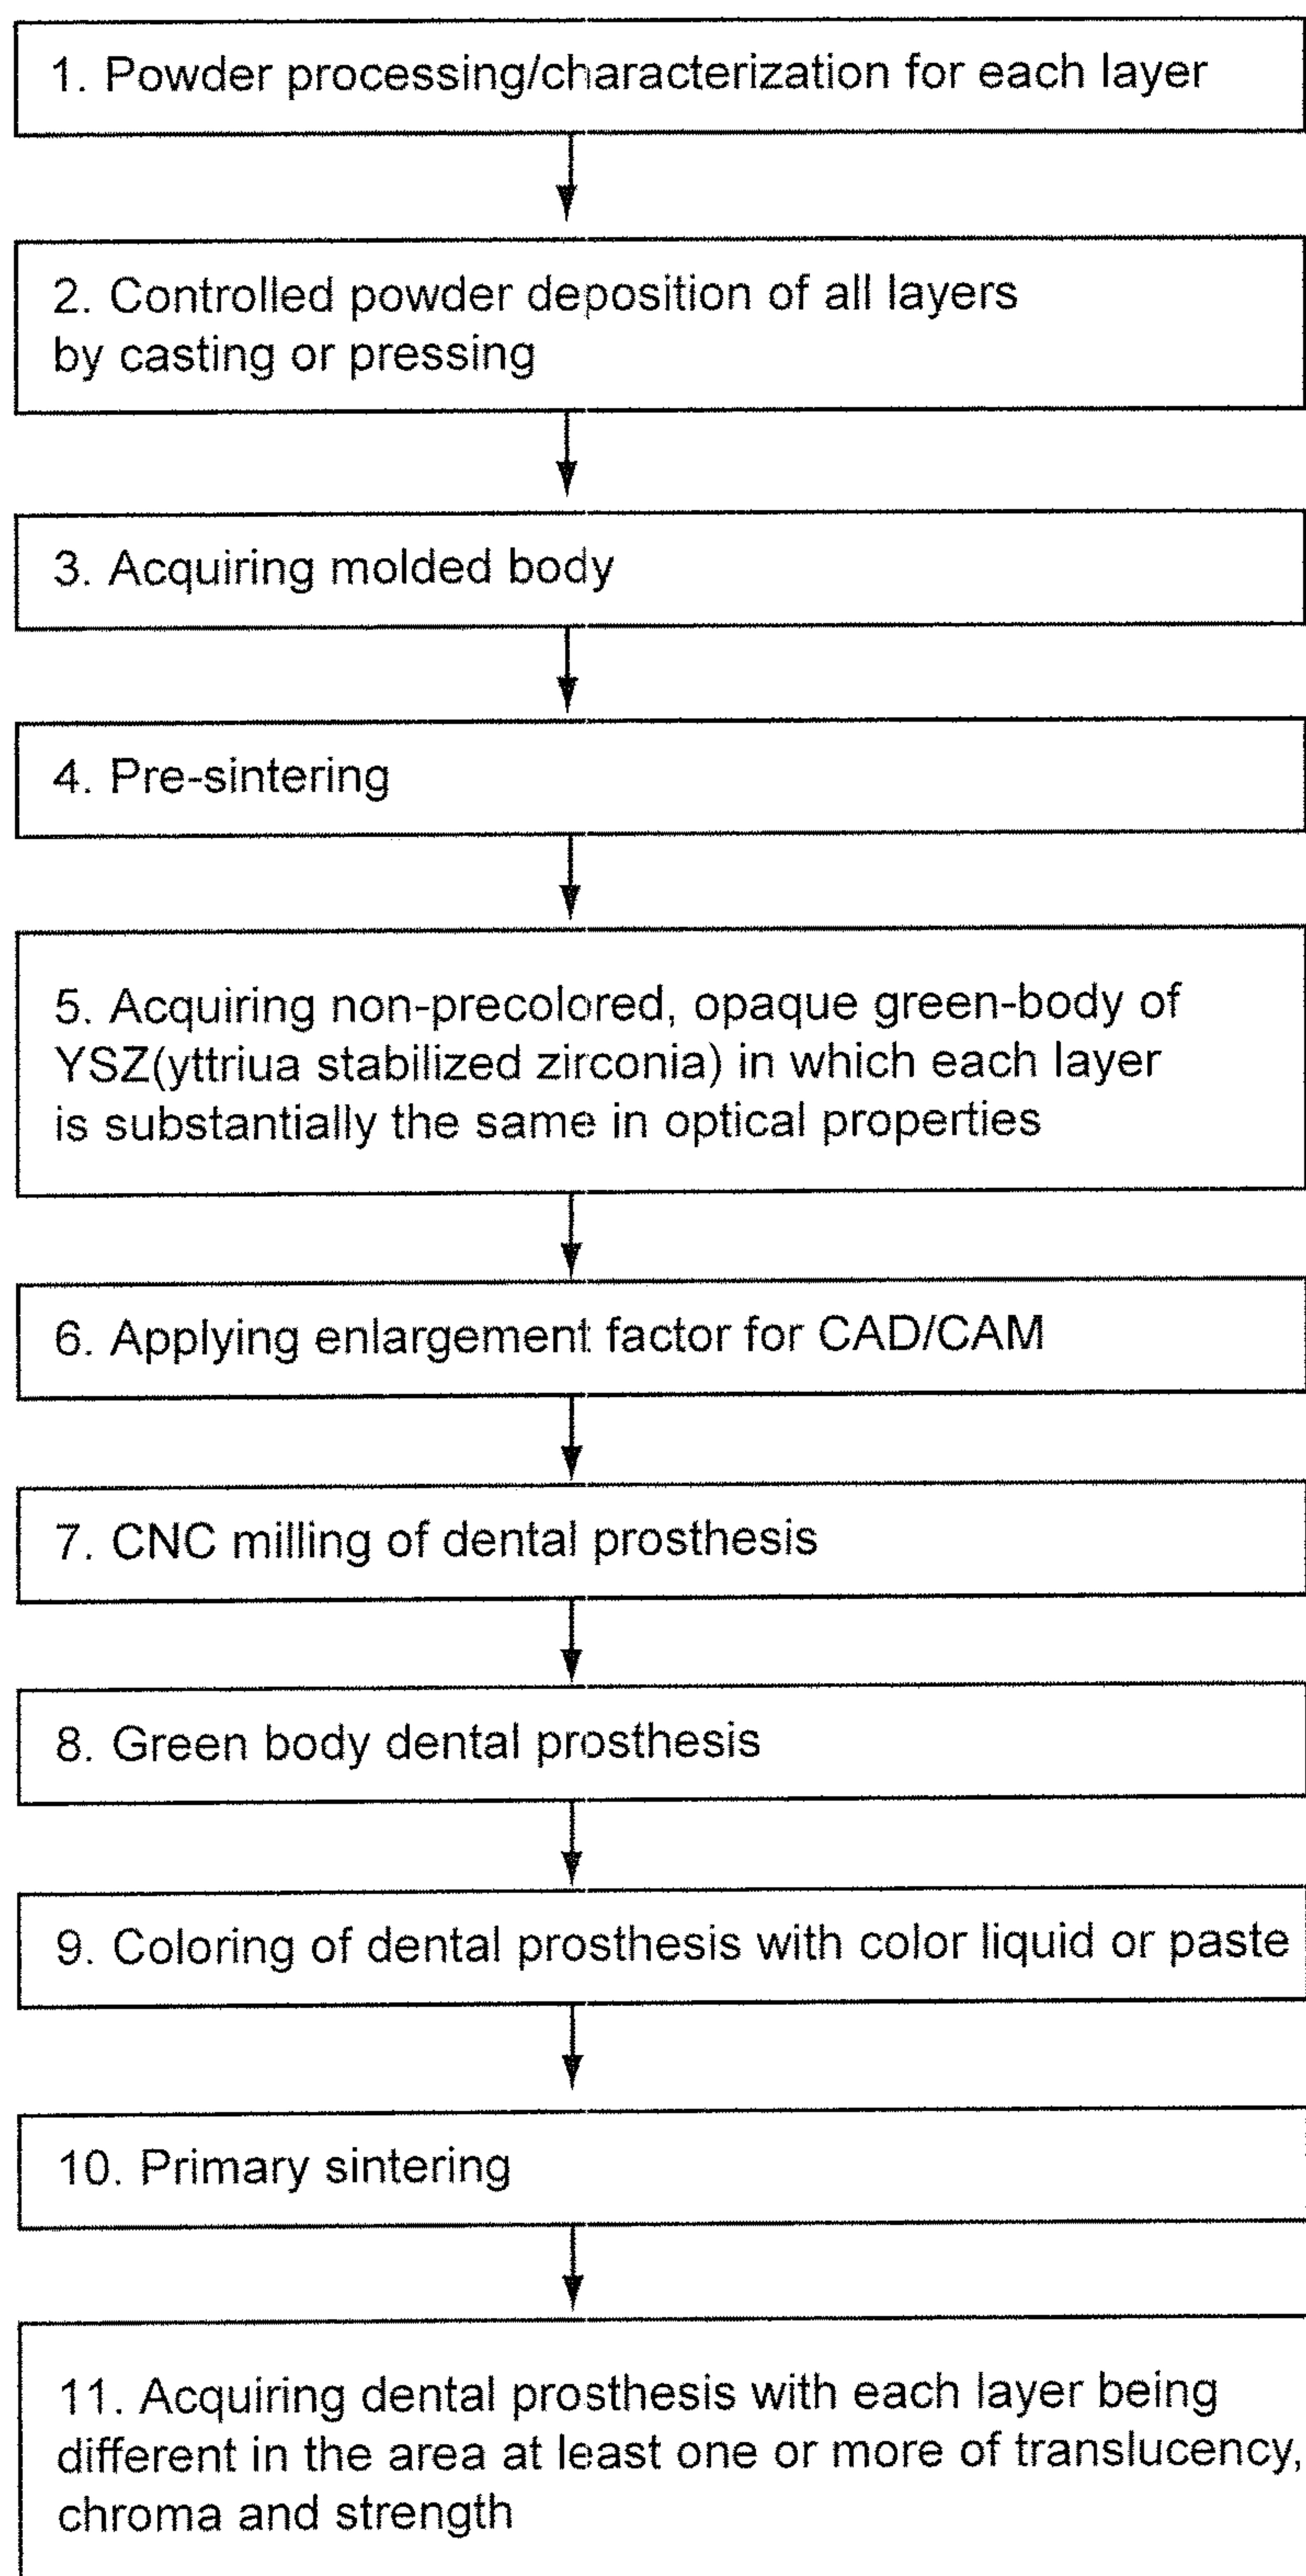 1. Powder processing/characterization for each layer
2. Controlled powder deposition of all layers
by casting or pressing
3. Acquiring molded body
4. Pre-sintering
5. Acquiring non-precolored, opaque green-body of
YSZ(yttriua stabilized zirconia) in which each layer
is substantially the same in optical properties
6. Applying enlargement factor for CAD/CAM
7. CNC milling of dental prosthesis
8. Green body dental prosthesis
9. Coloring of dental prosthesis with color liquid or paste
10. Primary sintering
11. Acquiring dental prosthesis with each layer being
different in the area at least one or more of translucency,
chroma and strength